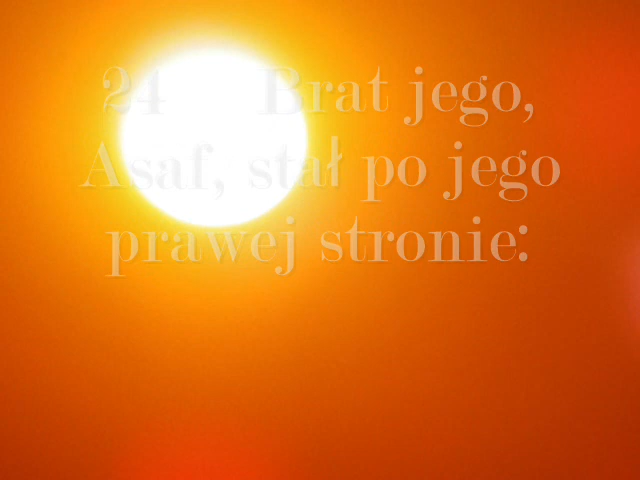 24 Brat jego,
Asaf, stał po jego
prawej stronie: